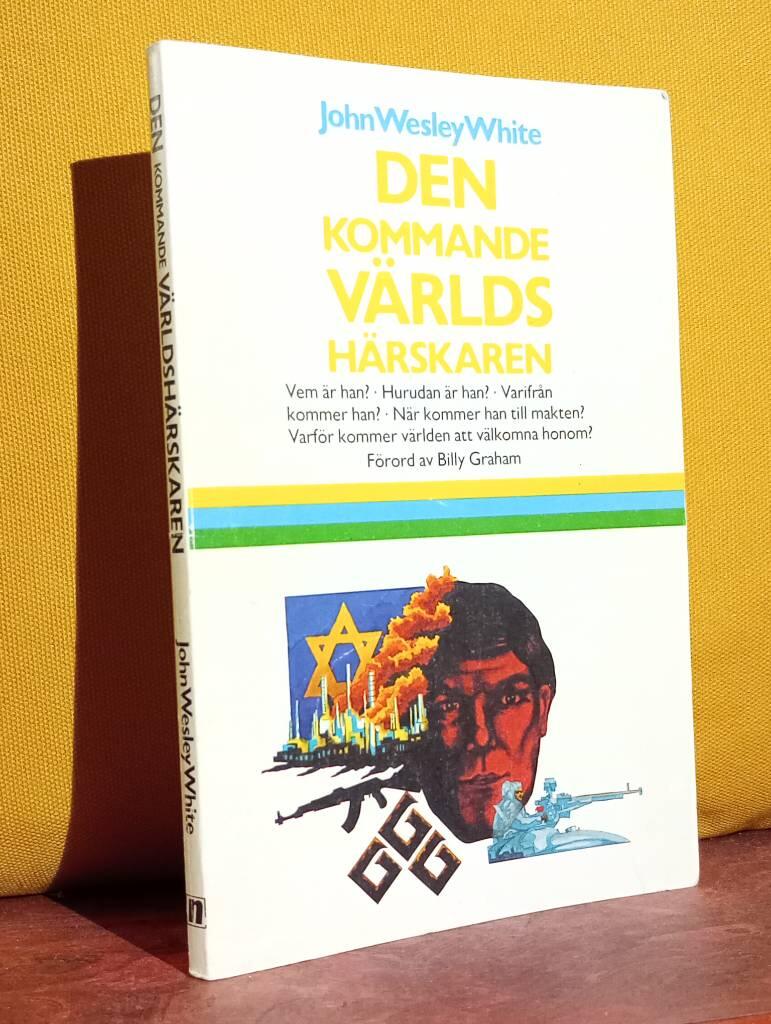 John Wesley White
DEN
KOMMANDE
VÄRLDS
HÄRSKAREN
Vem är han? · Hurudan är han? · Varifrån
kommer han? · När kommer han till makten?
Varför kommer världen att välkomna honom?
Förord av Billy Graham
DEN KOMMANDE VÄRLDSHÄRSKAREN
John Wesley White
n